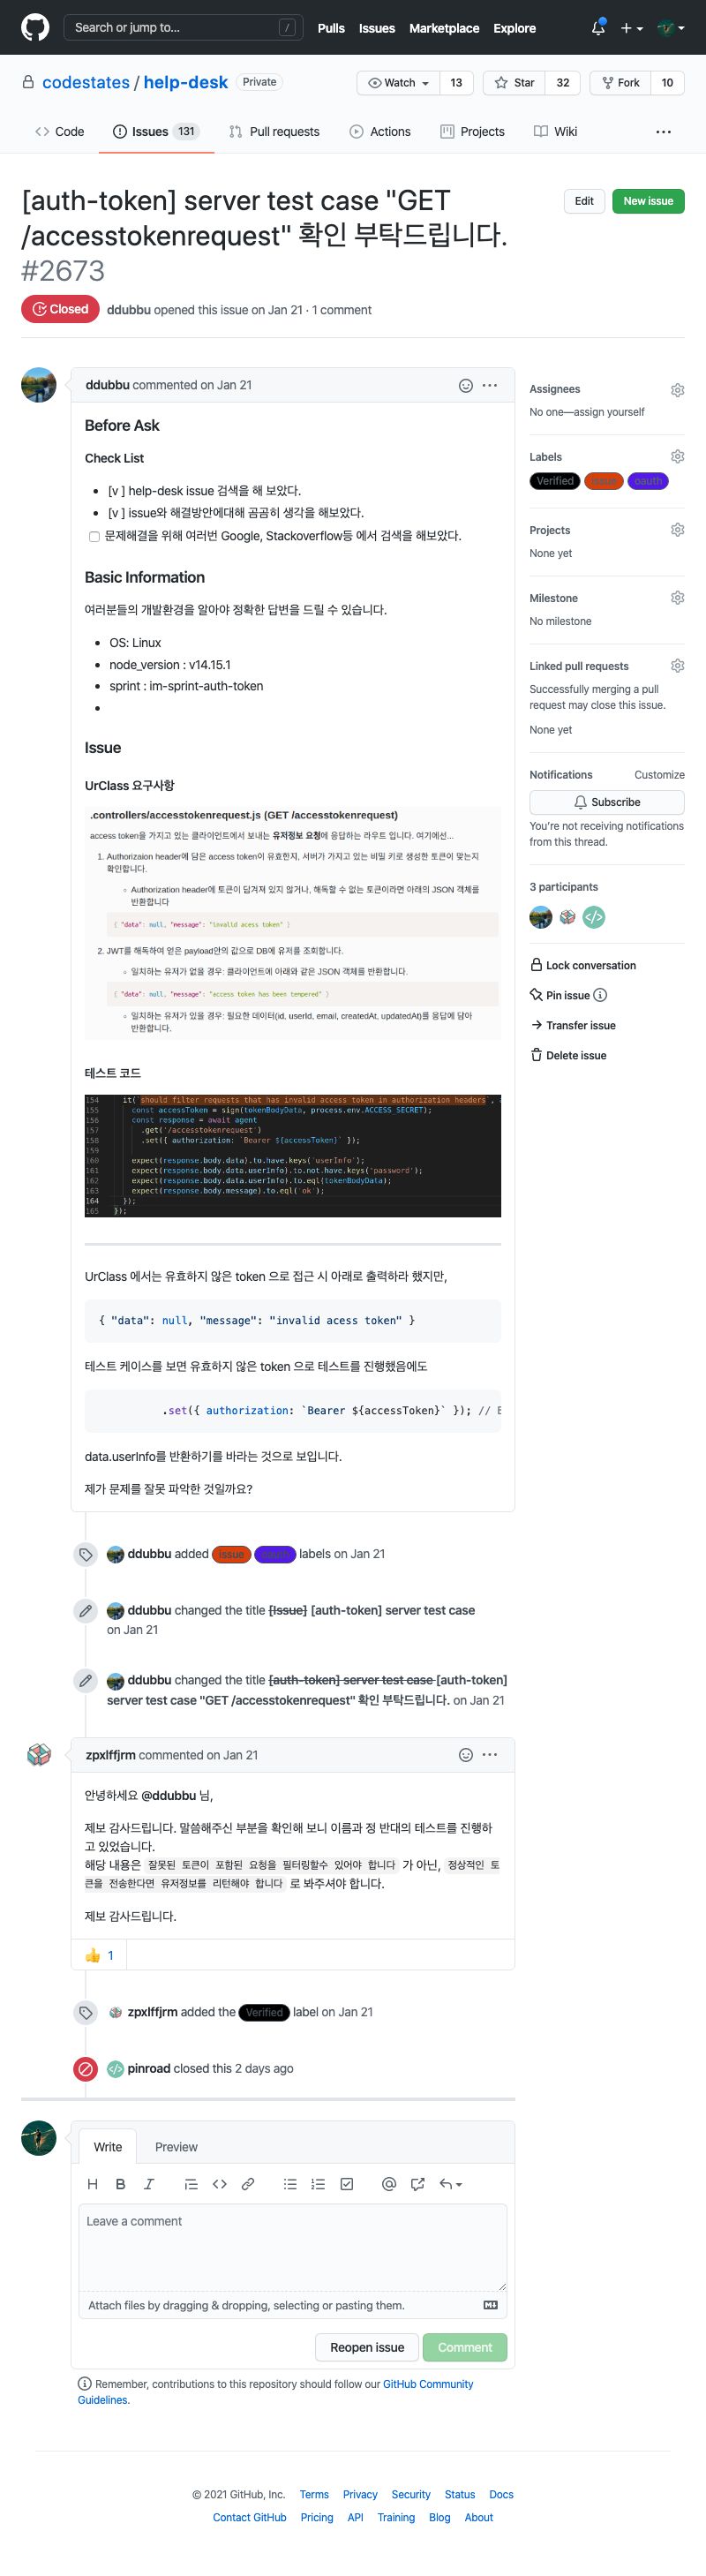 Search or jump to...
/
Pulls Issues Marketplace Explore
codestates / help-desk Private
Watch 13 Star 32 Fork 10
Code Issues 131 Pull requests Actions Projects Wiki
[auth-token] server test case "GET
/accesstokenrequest" 확인 부탁드립니다.
#2673
Edit New issue
Closed ddubbu opened this issue on Jan 21 · 1 comment
ddubbu commented on Jan 21
Before Ask
Check List
[v ] help-desk issue 검색을 해 보았다.
[v ] issue와 해결방안에대해 곰곰히 생각을 해보았다.
문제해결을 위해 여러번 Google, Stackoverflow등 에서 검색을 해보았다.
Basic Information
여러분들의 개발환경을 알아야 정확한 답변을 드릴 수 있습니다.
OS: Linux
node_version : v14.15.1
sprint : im-sprint-auth-token
Issue
UrClass 요구사항
.controllers/accesstokenrequest.js (GET /accesstokenrequest)
access token을 가지고 있는 클라이언트에서 보내는 유저정보 요청에 응답하는 라우트 입니다. 여기에선...
1. Authorizaion header에 담은 access token이 유효한지, 서버가 가지고 있는 비밀 키로 생성한 토큰이 맞는지
확인합니다.
Authorization header에 토큰이 담겨져 있지 않거나, 해독할 수 없는 토큰이라면 아래의 JSON 객체를
반환합니다
{ "data": null, "message": "invalid acess token" }
2. JWT를 해독하여 얻은 payload안의 값으로 DB에 유저를 조회합니다.
일치하는 유저가 없을 경우: 클라이언트에 아래와 같은 JSON 객체를 반환합니다.
{ "data": null, "message": "access token has been tempered" }
일치하는 유저가 있을 경우: 필요한 데이터(id, userId, email, createdAt, updatedAt)를 응답에 담아
반환합니다.
테스트 코드
154 it(`should filter requests that has invalid access token in authorization headers`,
155 const accessToken = sign(tokenBodyData, process.env.ACCESS_SECRET);
156 const response = await agent
157 .get('/accesstokenrequest')
158 .set({ authorization: `Bearer ${accessToken}` });
159
160 expect(response.body.data).to.have.keys('userInfo');
161 expect(response.body.data.userInfo).to.not.have.keys('password');
162 expect(response.body.data.userInfo).to.eql(tokenBodyData);
163 expect(response.body.message).to.eql('ok');
164 });
165 });
UrClass 에서는 유효하지 않은 token 으로 접근 시 아래로 출력하라 했지만,
{ "data": null, "message": "invalid acess token" }
테스트 케이스를 보면 유효하지 않은 token 으로 테스트를 진행했음에도
.set({ authorization: `Bearer ${accessToken}` }); //
data.userInfo를 반환하기를 바라는 것으로 보입니다.
제가 문제를 잘못 파악한 것일까요?
ddubbu added issue oauth labels on Jan 21
ddubbu changed the title [Issue] [auth-token] server test case
on Jan 21
ddubbu changed the title [auth-token] server test case [auth-token]
server test case "GET /accesstokenrequest" 확인 부탁드립니다. on Jan 21
zpxlffjrm commented on Jan 21
안녕하세요 @ddubbu 님,
제보 감사드립니다. 말씀해주신 부분을 확인해 보니 이름과 정 반대의 테스트를 진행하
고 있었습니다.
해당 내용은 잘못된 토큰이 포함된 요청을 필터링할수 있어야 합니다 가 아닌, 정상적인 토
큰을 전송한다면 유저정보를 리턴해야 합니다 로 봐주셔야 합니다.
제보 감사드립니다.
👍 1
zpxlffjrm added the Verified label on Jan 21
pinroad closed this 2 days ago
Write Preview
Leave a comment
Attach files by dragging & dropping, selecting or pasting them.
Reopen issue Comment
Remember, contributions to this repository should follow our GitHub Community
Guidelines.
Assignees
No one—assign yourself
Labels
Verified issue oauth
Projects
None yet
Milestone
No milestone
Linked pull requests
Successfully merging a pull
request may close this issue.
None yet
Notifications Customize
Subscribe
You're not receiving notifications
from this thread.
3 participants
Lock conversation
Pin issue
Transfer issue
Delete issue
© 2021 GitHub, Inc. Terms Privacy Security Status Docs
Contact GitHub Pricing API Training Blog About